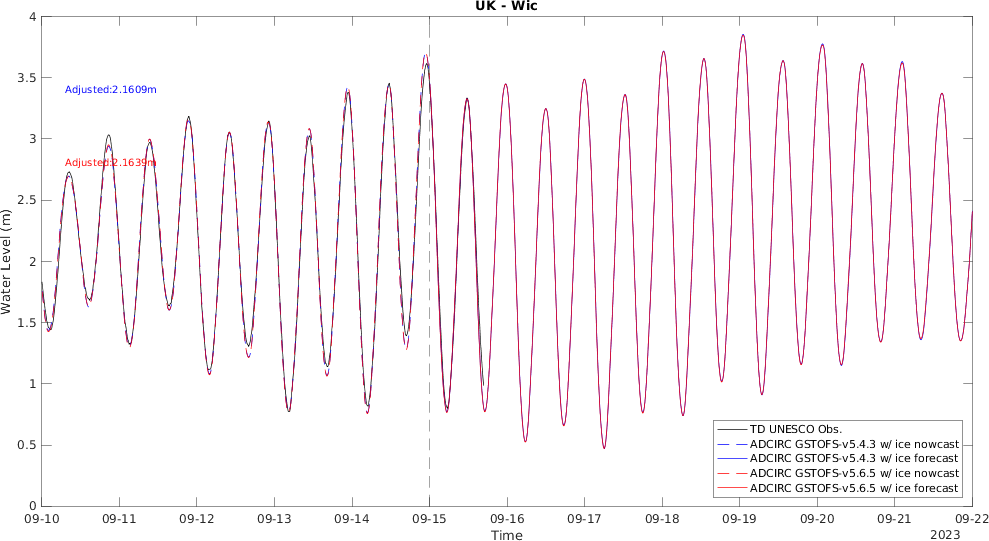 UK - Wic
4
3.5
3
2.5
2
1.5
1
0.5
0
Water Level (m)
Adjusted:2.1609m
Adjusted:2.1639m
TD UNESCO Obs.
ADCIRC GSTOFS-v5.4.3 w/ ice nowcast
ADCIRC GSTOFS-v5.4.3 w/ ice forecast
ADCIRC GSTOFS-v5.6.5 w/ ice nowcast
ADCIRC GSTOFS-v5.6.5 w/ ice forecast
09-10 09-11 09-12 09-13 09-14 09-15 09-16 09-17 09-18 09-19 09-20 09-21 09-22
Time
2023